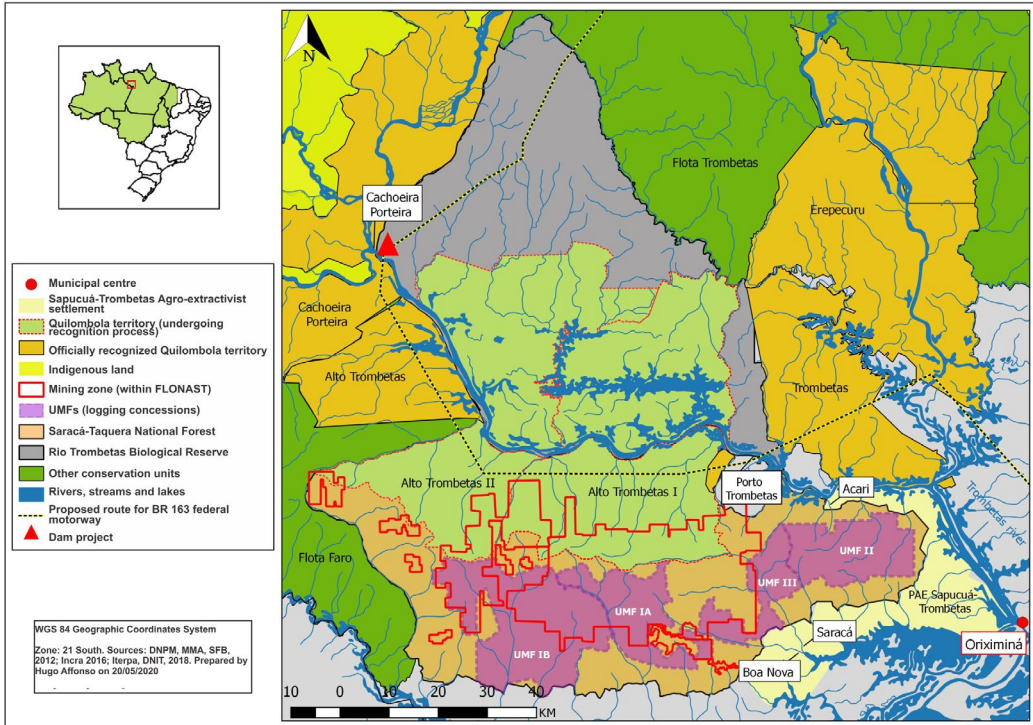 N
Cachoeira
Porteira
Flota Trombetas
Erepecuru
Cachoeira
Porteira
Alto Trombetas
Trombetas
Alto Trombetas II
Alto Trombetas I
Porto
Trombetas
Acari
Trombetas river
Flota Faro
UMF II
UMF III
UMF IA
UMF IB
PAE Sapucuá-
Trombetas
Saracá
Boa Nova
Oriximiná
10 0 10 20 30 40
KM
Municipal centre
Sapucuá-Trombetas Agro-extractivist
settlement
Quilombola territory (undergoing
recognition process)
Officially recognized Quilombola territory
Indigenous land
Mining zone (within FLONAST)
UMFs (logging concessions)
Saracá-Taquera National Forest
Rio Trombetas Biological Reserve
Other conservation units
Rivers, streams and lakes
Proposed route for BR 163 federal
motorway
Dam project
WGS 84 Geographic Coordinates System
Zone: 21 South. Sources: DNPM, MMA, SFB,
2012; Incra 2016; Iterpa, DNIT, 2018. Prepared by
Hugo Affonso on 20/05/2020